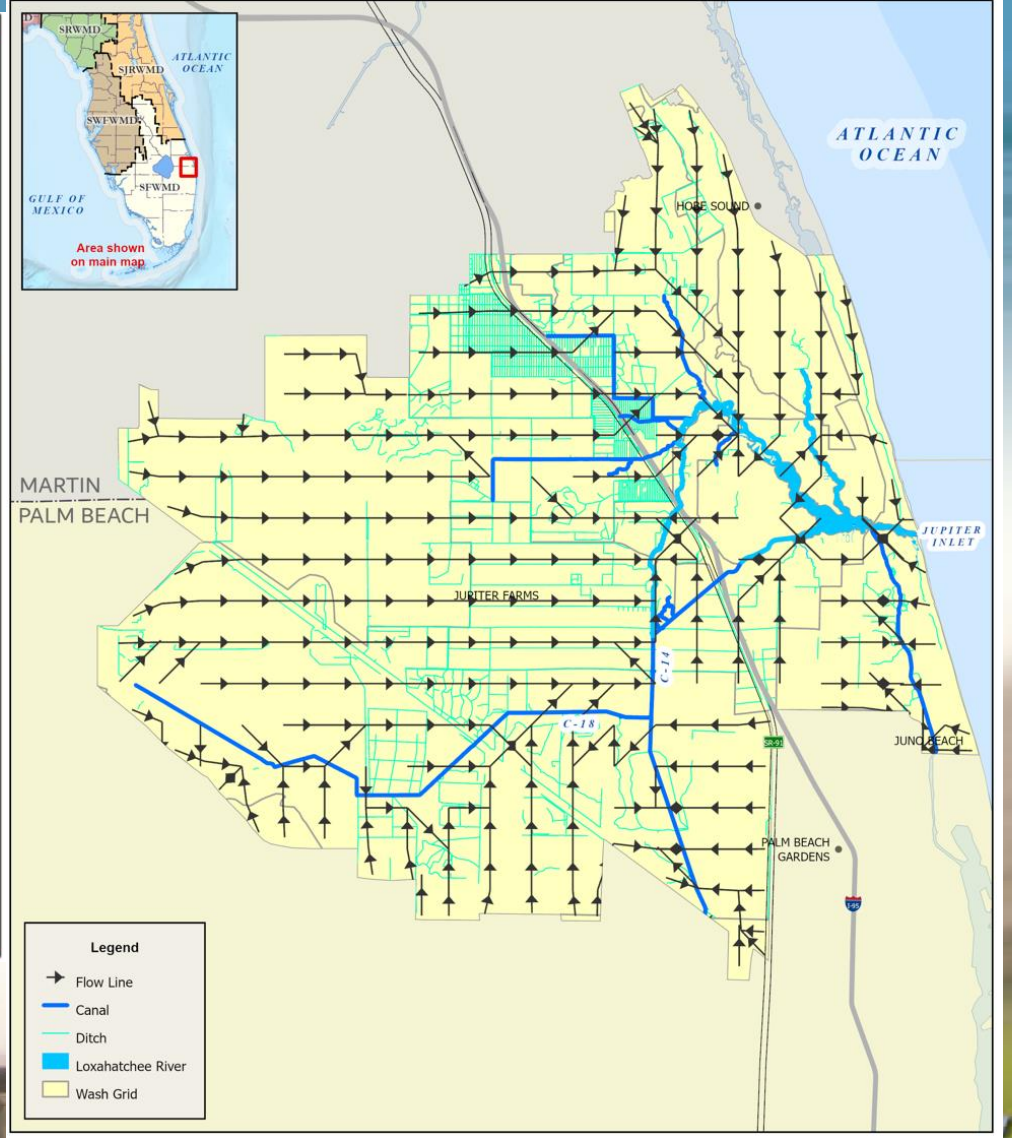 SRWMD
ATLANTIC
OCEAN
SJRWMD
SWFWMD
SFWMD
GULF OF
MEXICO
Area shown
on main map
ATLANTIC
OCEAN
HOBE SOUND
MARTIN
PALM BEACH
JUPITER
INLET
JUPITER FARMS
C-14
C-18
JUNO BEACH
PALM BEACH
GARDENS
I-95
Legend
Flow Line
Canal
Ditch
Loxahatchee River
Wash Grid